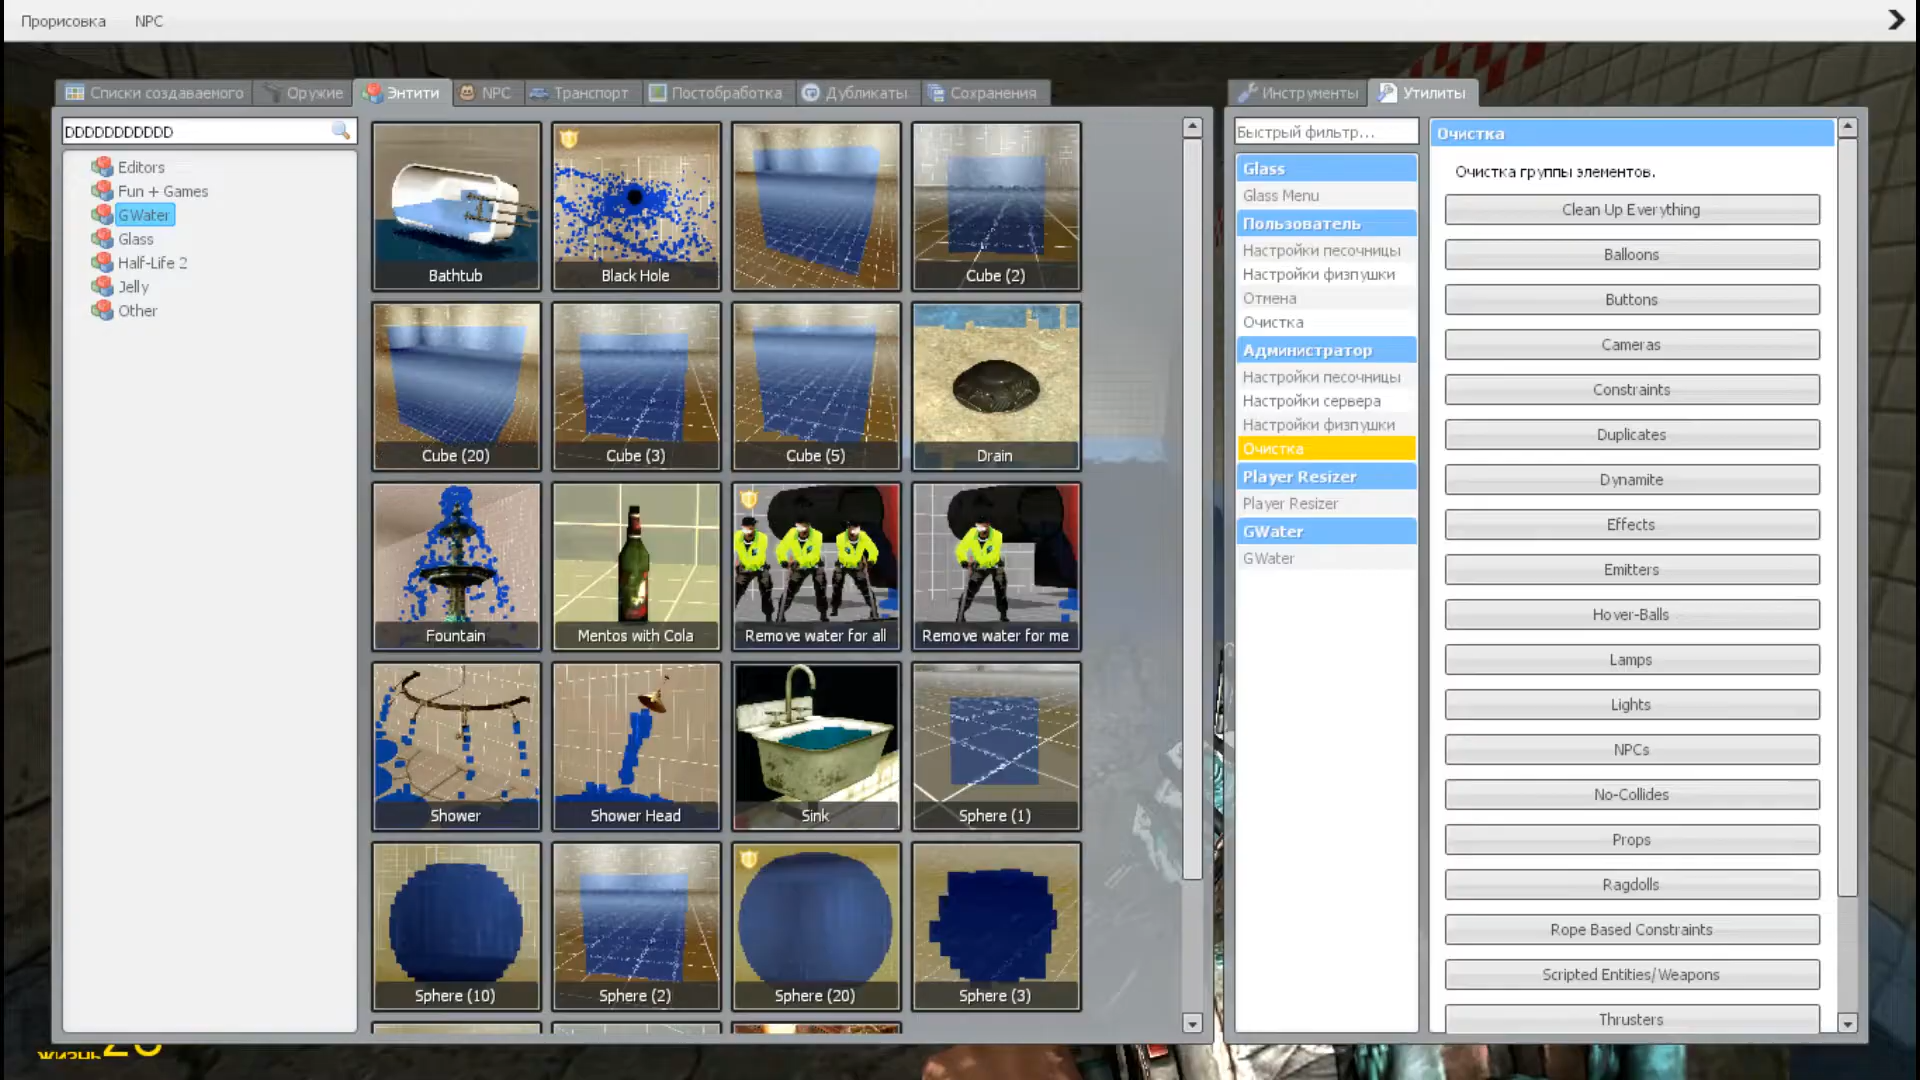 Прорисовка NPC
Списки создаваемого Оружие Энтити NPC Транспорт Постобработка Дубликаты Сохранения
DDDDDDDDDDD
Editors
Fun + Games
GWater
Glass
Half-Life 2
Jelly
Other
Bathtub Black Hole Cube (2)
Cube (20) Cube (3) Cube (5) Drain
Fountain Mentos with Cola Remove water for all Remove water for me
Shower Shower Head Sink Sphere (1)
Sphere (10) Sphere (2) Sphere (20) Sphere (3)
Инструменты Утилиты
Быстрый фильтр...
Glass
Glass Menu
Пользователь
Настройки песочницы
Настройки физпушки
Отмена
Очистка
Администратор
Настройки песочницы
Настройки сервера
Настройки физпушки
Очистка
Player Resizer
Player Resizer
GWater
GWater
Очистка
Очистка группы элементов.
Clean Up Everything
Balloons
Buttons
Cameras
Constraints
Duplicates
Dynamite
Effects
Emitters
Hover-Balls
Lamps
Lights
NPCs
No-Collides
Props
Ragdolls
Rope Based Constraints
Scripted Entities/Weapons
Thrusters
жизнь